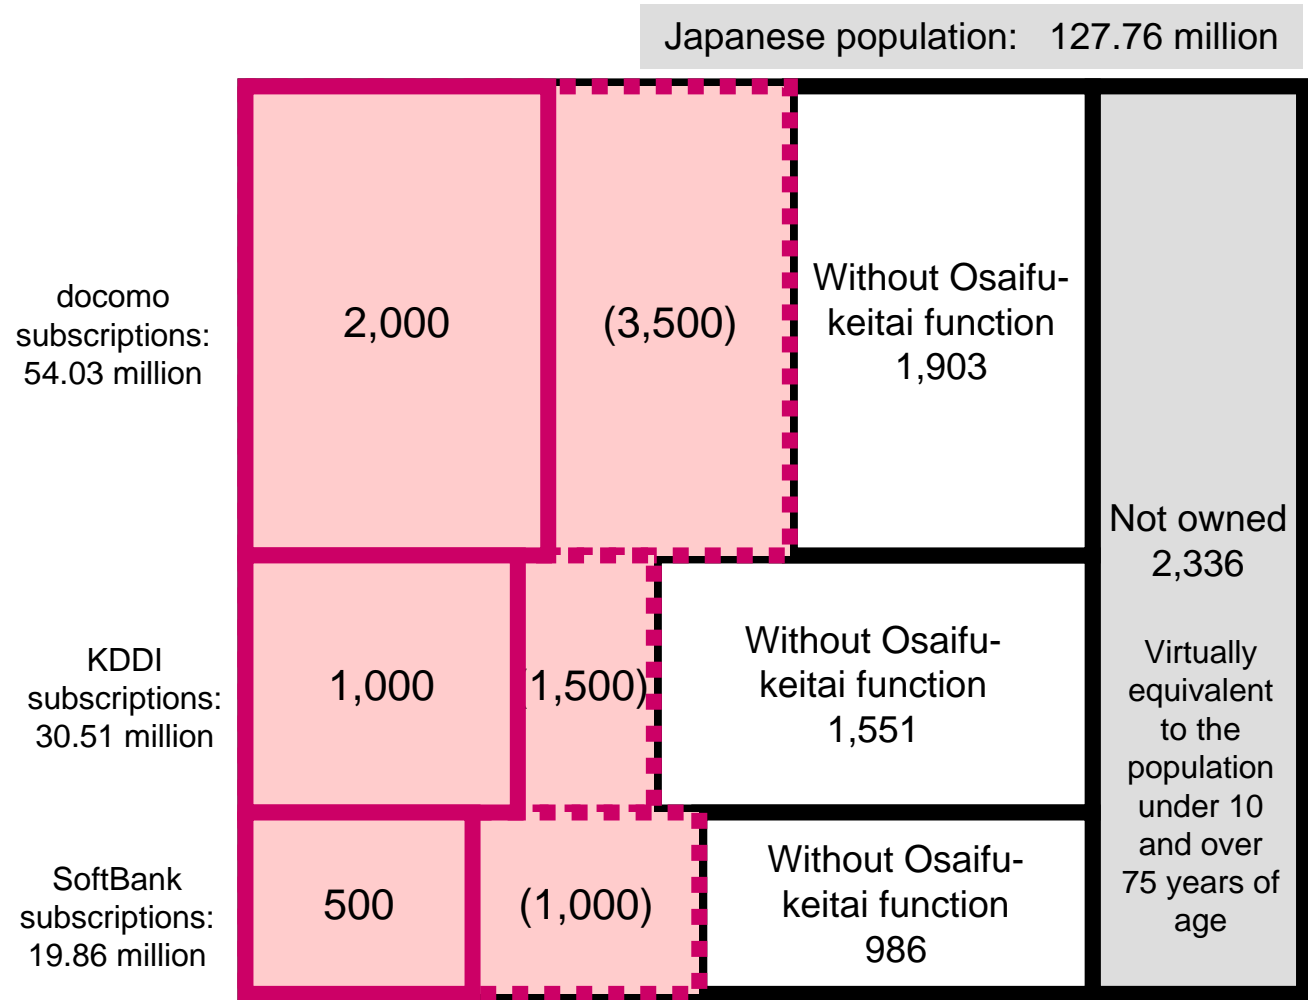 Japanese population: 127.76 million
docomo
subscriptions:
54.03 million
2,000
(3,500)
Without Osaifu-
keitai function
1,903
KDDI
subscriptions:
30.51 million
1,000
(1,500)
Without Osaifu-
keitai function
1,551
SoftBank
subscriptions:
19.86 million
500
(1,000)
Without Osaifu-
keitai function
986
Not owned
2,336
Virtually
equivalent
to the
population
under 10
and over
75 years of
age